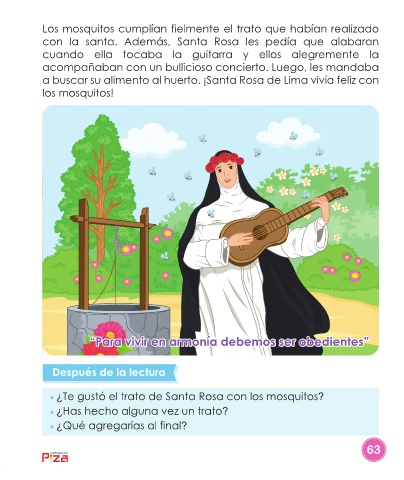 Los mosquitos cumplían fielmente el trato que habían realizado
con la santa. Además, Santa Rosa les pedía que alabaran
cuando ella tocaba la guitarra y ellos alegremente la
acompañaban con un bullicioso concierto. Luego, les mandaba
a buscar su alimento al huerto. ¡Santa Rosa de Lima vivía feliz con
los mosquitos!
“Para vivir en armonía debemos ser obedientes”
Después de la lectura
¿Te gustó el trato de Santa Rosa con los mosquitos?
¿Has hecho alguna vez un trato?
¿Qué agregarías al final?
63